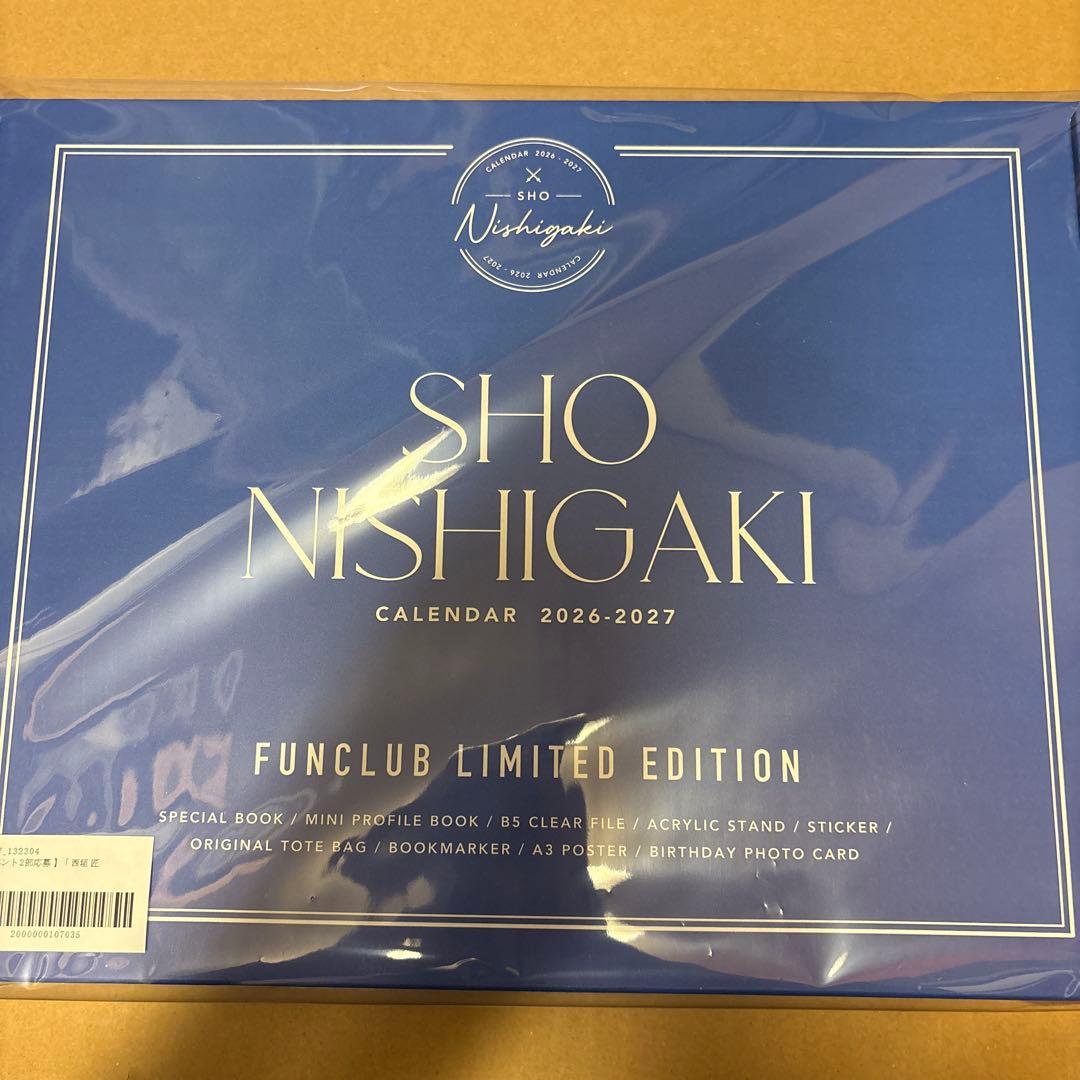 CALENDAR 2026-2027
SHO
Nishigaki
CALENDAR 2026-2027
SHO
NISHIGAKI
CALENDAR 2026-2027
FUNCLUB LIMITED EDITION
SPECIAL BOOK / MINI PROFILE BOOK / B5 CLEAR FILE / ACRYLIC STAND / STICKER /
ORIGINAL TOTE BAG / BOOKMARKER / A3 POSTER / BIRTHDAY PHOTO CARD
_132304
ント2部応募】「西垣 匠
2000000107035